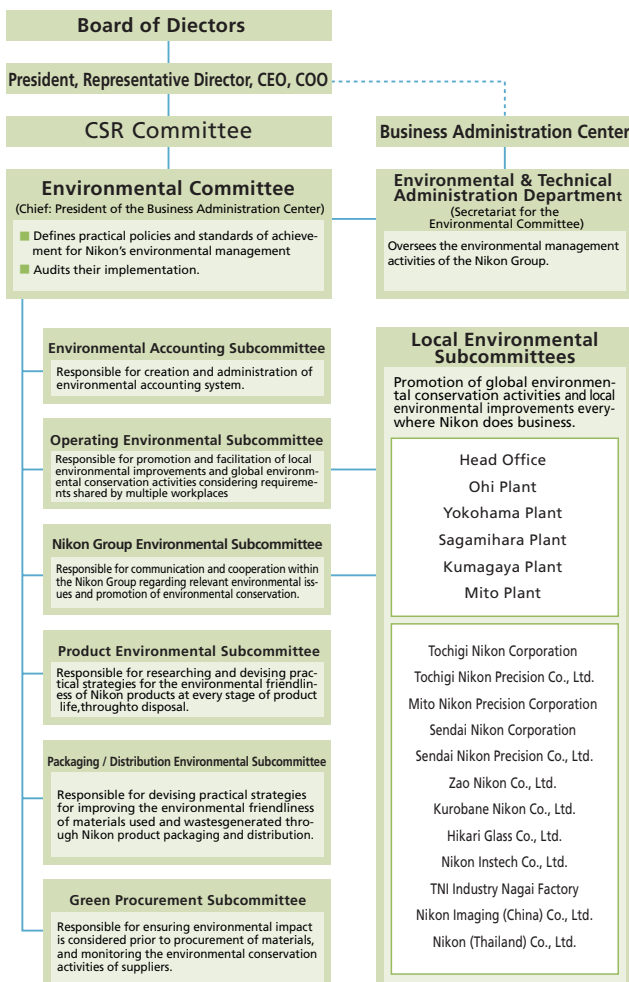 Board of Diectors
President, Representative Director, CEO, COO
CSR Committee
Business Administration Center
Environmental Committee
(Chief: President of the Business Administration Center)
Defines practical policies and standards of achieve-
ment for Nikon's environmental management
Audits their implementation.
Environmental & Technical
Administration Department
(Secretariat for the
Environmental Committee)
Oversees the environmental management
activities of the Nikon Group.
Environmental Accounting Subcommittee
Responsible for creation and administration of
environmental accounting system.
Operating Environmental Subcommittee
Responsible for promotion and facilitation of local
environmental improvements and global environm-
ental conservation activities considering requireme-
nts shared by multiple workplaces
Nikon Group Environmental Subcommittee
Responsible for communication and cooperation within
the Nikon Group regarding relevant environmental iss-
ues and promotion of environmental conservation.
Product Environmental Subcommittee
Responsible for researching and devising prac-
tical strategies for the environmental friendlin-
ess of Nikon products at every stage of product
life,throughto disposal.
Packaging / Distribution Environmental Subcommittee
Responsible for devising practical strategies
for improving the environmental friendliness
of materials used and wastesgenerated thro-
ugh Nikon product packaging and distribution.
Green Procurement Subcommittee
Responsible for ensuring environmental impact
is considered prior to procurement of materials,
and monitoring the environmental conservation
activities of suppliers.
Local Environmental
Subcommittees
Promotion of global environmen-
tal conservation activities and local
environmental improvements every-
where Nikon does business.
Head Office
Ohi Plant
Yokohama Plant
Sagamihara Plant
Kumagaya Plant
Mito Plant
Tochigi Nikon Corporation
Tochigi Nikon Precision Co., Ltd.
Mito Nikon Precision Corporation
Sendai Nikon Corporation
Sendai Nikon Precision Co., Ltd.
Zao Nikon Co., Ltd.
Kurobane Nikon Co., Ltd.
Hikari Glass Co., Ltd.
Nikon Instech Co., Ltd.
TNI Industry Nagai Factory
Nikon Imaging (China) Co., Ltd.
Nikon (Thailand) Co., Ltd.